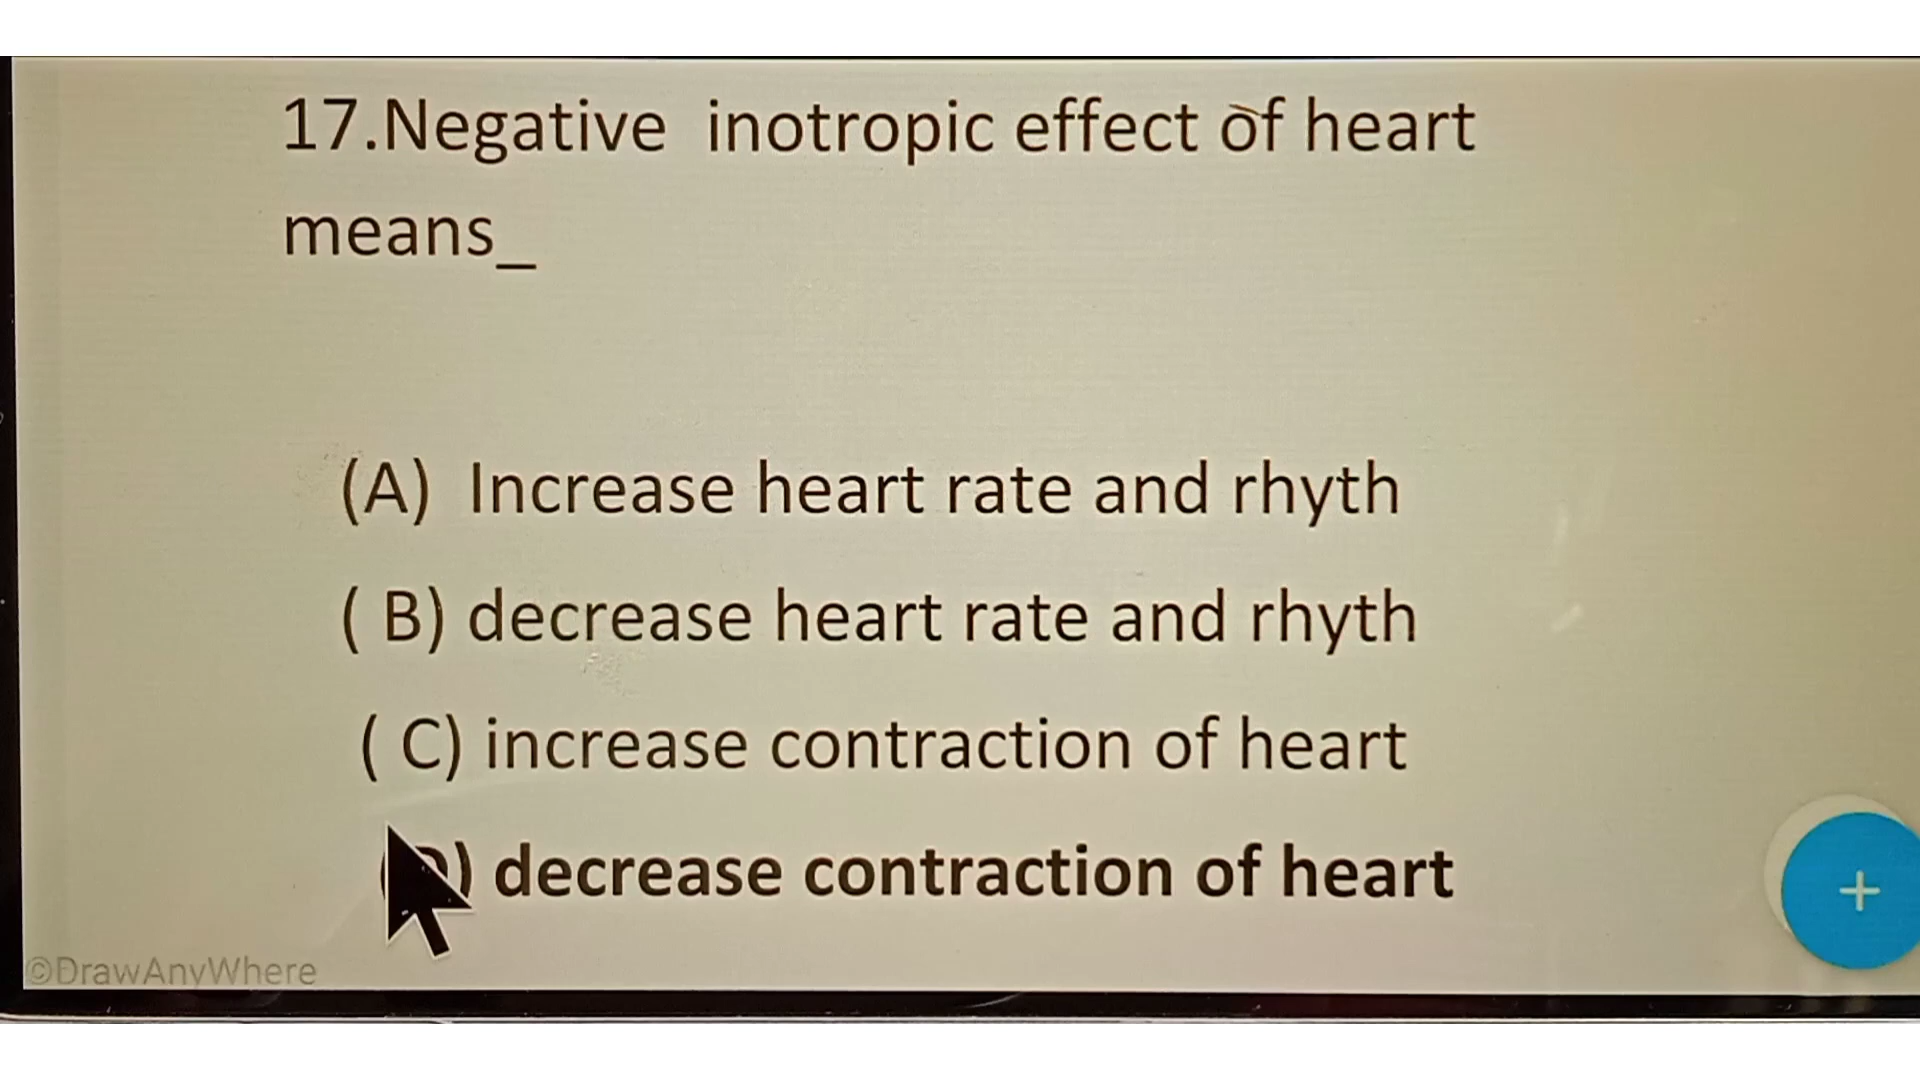 17.Negative inotropic effect of heart
means_
(A) Increase heart rate and rhyth
( B) decrease heart rate and rhyth
( C) increase contraction of heart
decrease contraction of heart
+
©DrawAnyWhere